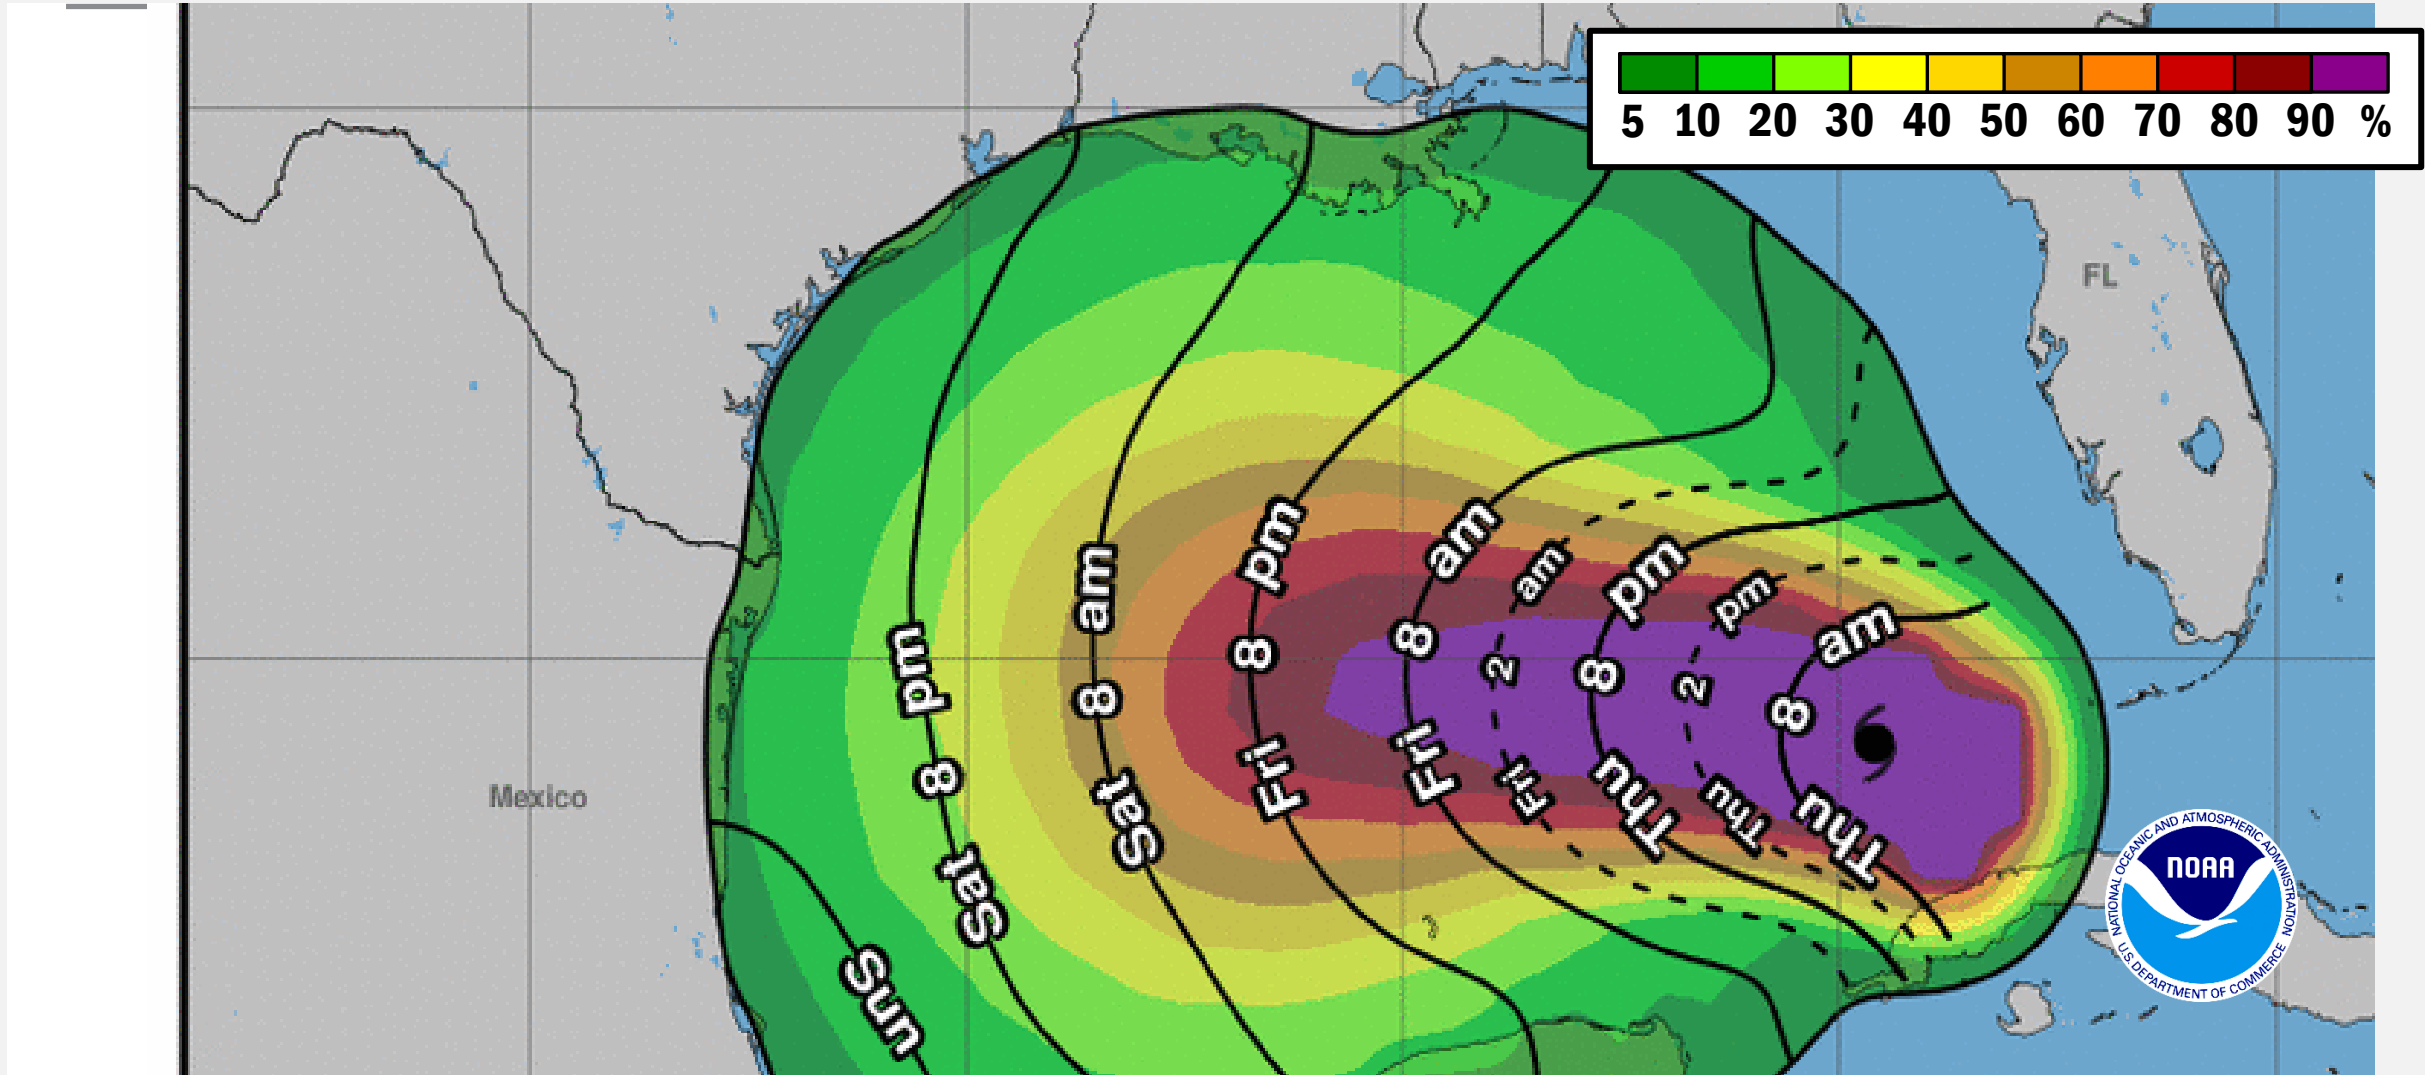 5 10 20 30 40 50 60 70 80 90 %
FL
Mexico
8 pm Sat
8 am Sat
8 pm Fri
8 am Fri
2 am Fri
8 pm Thu
2 pm Thu
8 am Thu
Sun
NATIONAL OCEANIC AND ATMOSPHERIC ADMINISTRATION
NOAA
U.S. DEPARTMENT OF COMMERCE